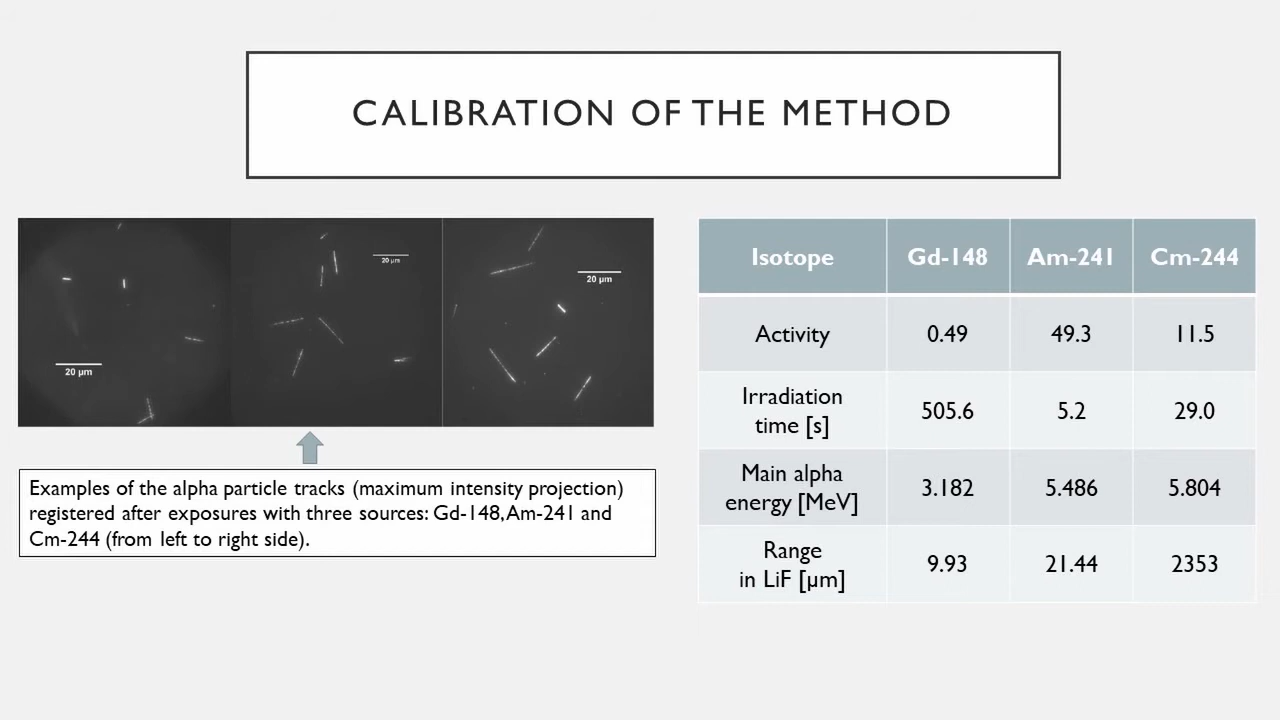 CALIBRATION OF THE METHOD
20 µm
20 µm
20 µm
Examples of the alpha particle tracks (maximum intensity projection)
registered after exposures with three sources: Gd-148, Am-241 and
Cm-244 (from left to right side).
Isotope Gd-148 Am-241 Cm-244
Activity 0.49 49.3 11.5
Irradiation
time [s] 505.6 5.2 29.0
Main alpha
energy [MeV] 3.182 5.486 5.804
Range
in LiF [µm] 9.93 21.44 2353